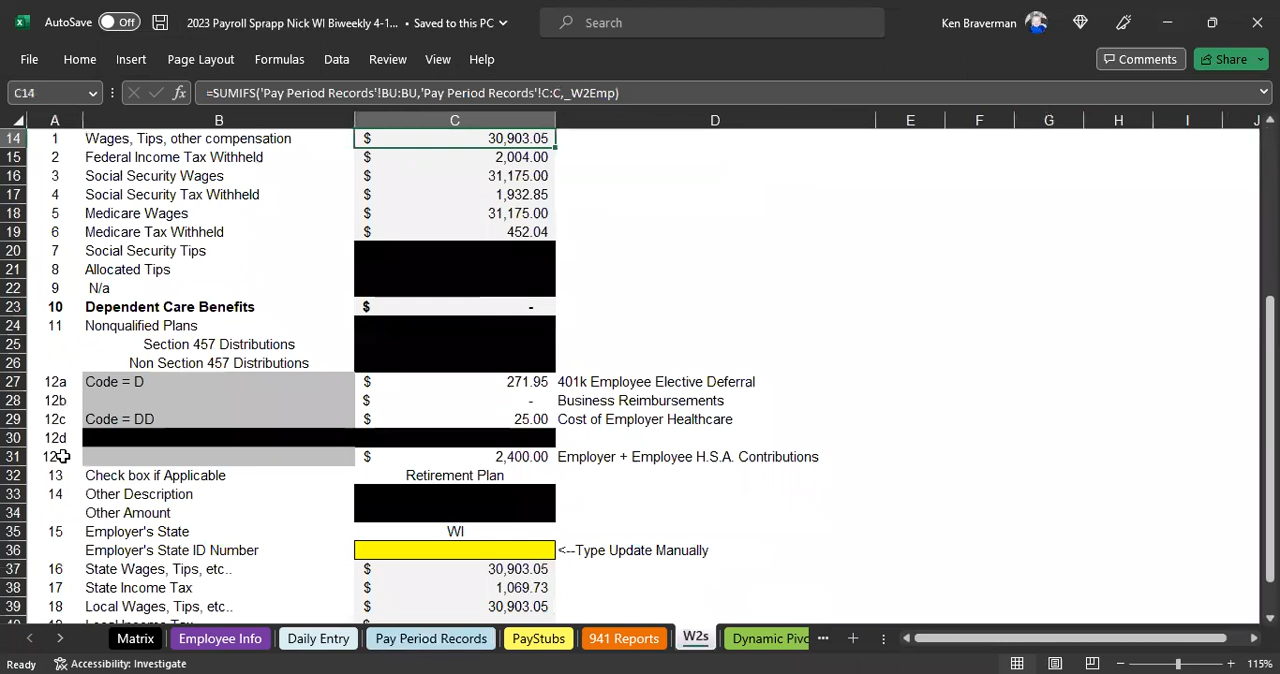 AutoSave Off 2023 Payroll Sprapp Nick WI Biweekly 4-1... • Saved to this PC Search Ken Braverman
File Home Insert Page Layout Formulas Data Review View Help Comments Share
C14 fx =SUMIFS('Pay Period Records'!BU:BU,'Pay Period Records'!C:C,_W2Emp)
A B C D E F G H I J
14 1 Wages, Tips, other compensation $ 30,903.05
15 2 Federal Income Tax Withheld $ 2,004.00
16 3 Social Security Wages $ 31,175.00
17 4 Social Security Tax Withheld $ 1,932.85
18 5 Medicare Wages $ 31,175.00
19 6 Medicare Tax Withheld $ 452.04
20 7 Social Security Tips
21 8 Allocated Tips
22 9 N/a
23 10 Dependent Care Benefits $ -
24 11 Nonqualified Plans
25 Section 457 Distributions
26 Non Section 457 Distributions
27 12a Code = D $ 271.95 401k Employee Elective Deferral
28 12b $ - Business Reimbursements
29 12c Code = DD $ 25.00 Cost of Employer Healthcare
30 12d
31 $ 2,400.00 Employer + Employee H.S.A. Contributions
32 13 Check box if Applicable Retirement Plan
33 14 Other Description
34 Other Amount
35 15 Employer's State WI
36 Employer's State ID Number <--Type Update Manually
37 16 State Wages, Tips, etc.. $ 30,903.05
38 17 State Income Tax $ 1,069.73
39 18 Local Wages, Tips, etc.. $ 30,903.05
Matrix Employee Info Daily Entry Pay Period Records PayStubs 941 Reports W2s Dynamic Pivo ...
Ready Accessibility: Investigate 115%